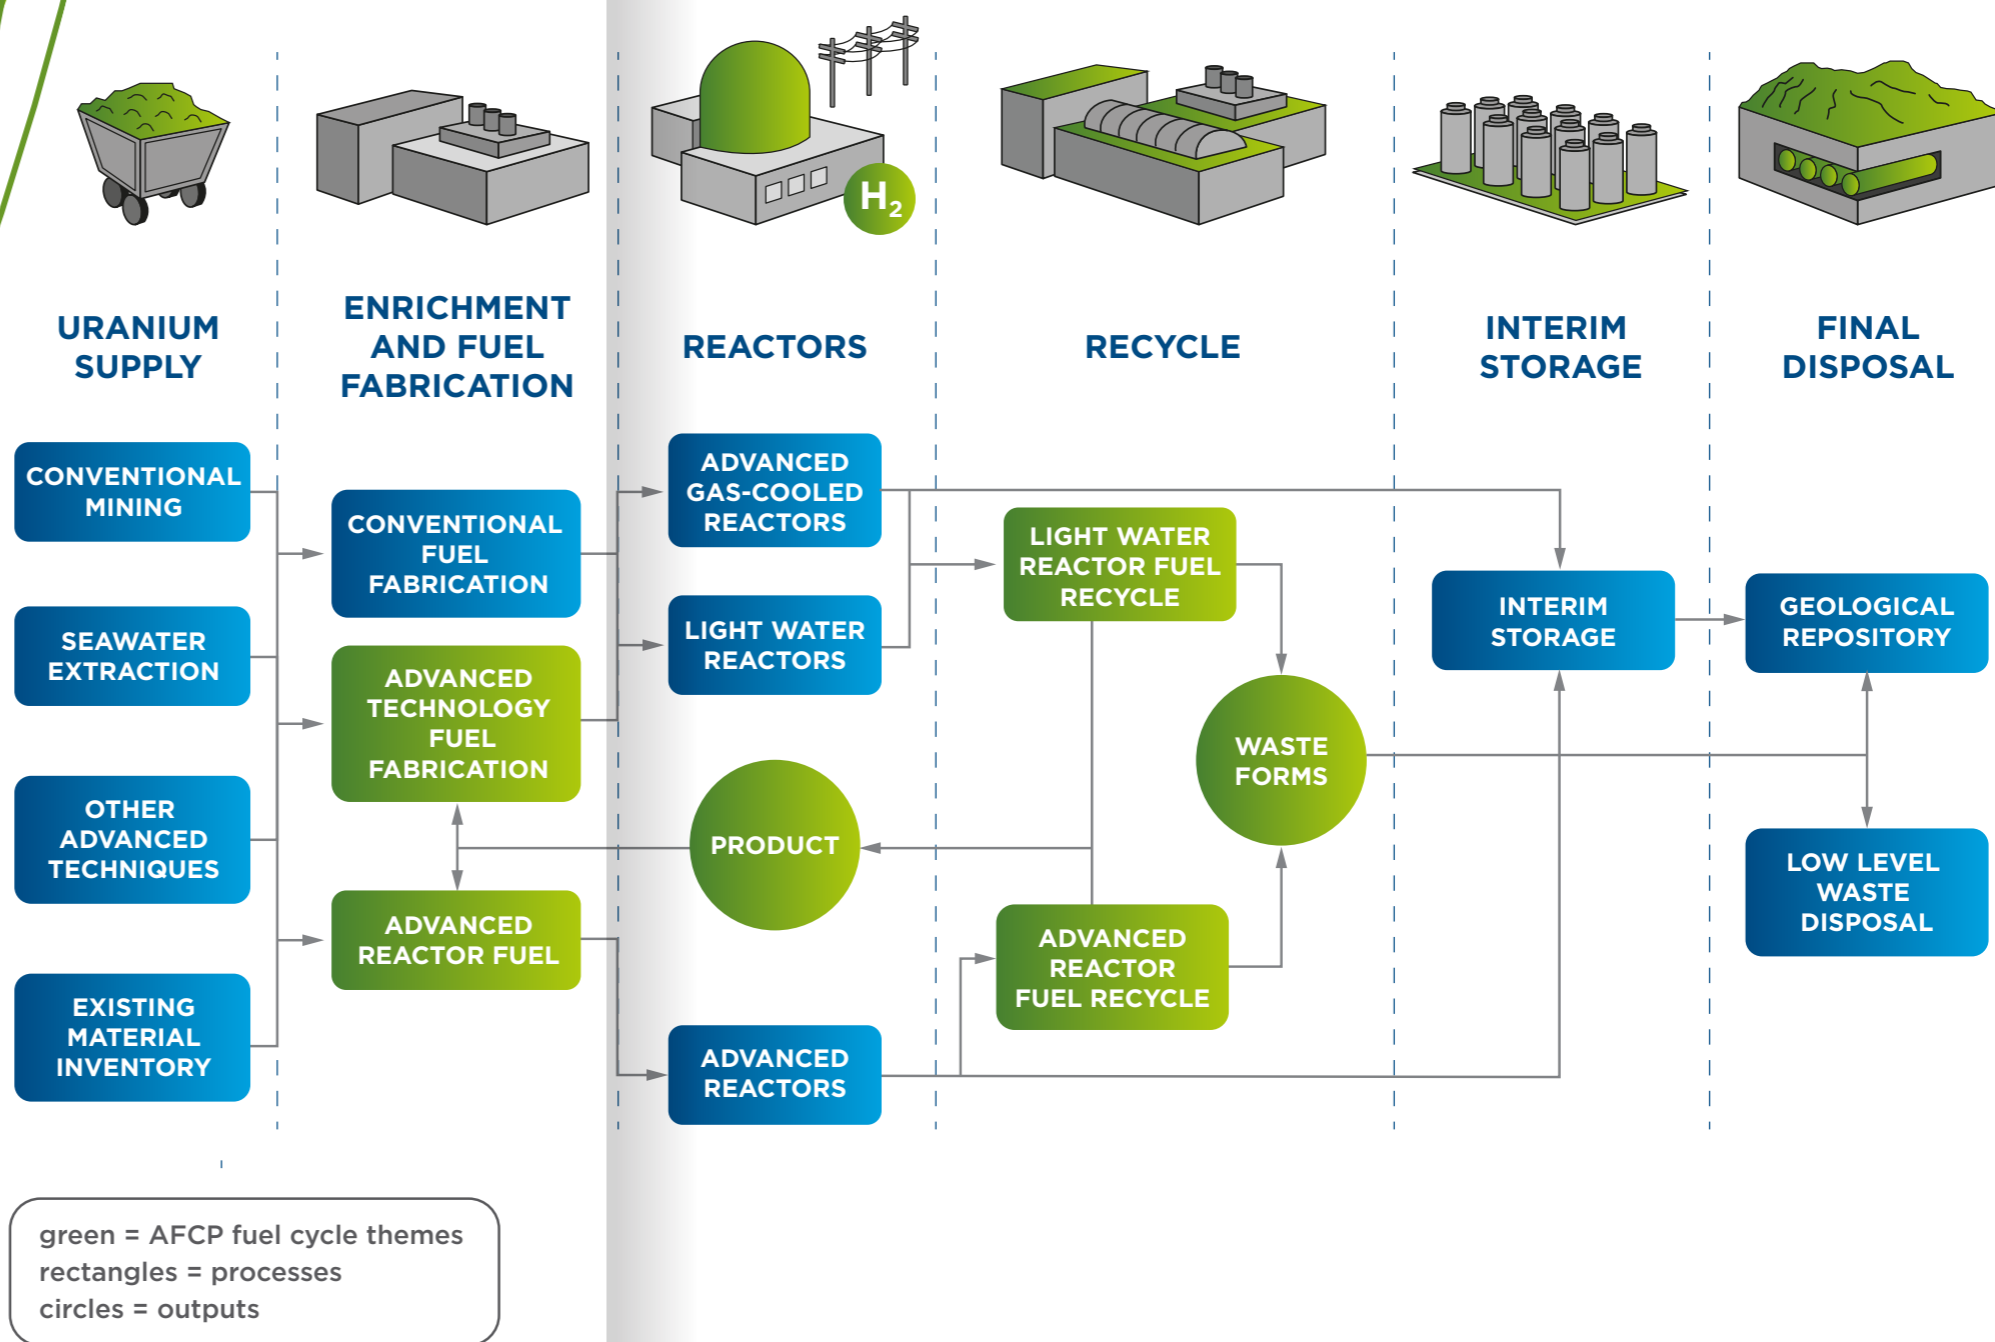 H2
URANIUM
SUPPLY
ENRICHMENT
AND FUEL
FABRICATION
REACTORS
RECYCLE
INTERIM
STORAGE
FINAL
DISPOSAL
CONVENTIONAL
MINING
SEAWATER
EXTRACTION
OTHER
ADVANCED
TECHNIQUES
EXISTING
MATERIAL
INVENTORY
CONVENTIONAL
FUEL
FABRICATION
ADVANCED
TECHNOLOGY
FUEL
FABRICATION
ADVANCED
REACTOR FUEL
ADVANCED
GAS-COOLED
REACTORS
LIGHT WATER
REACTORS
PRODUCT
ADVANCED
REACTORS
LIGHT WATER
REACTOR FUEL
RECYCLE
WASTE
FORMS
ADVANCED
REACTOR
FUEL RECYCLE
INTERIM
STORAGE
GEOLOGICAL
REPOSITORY
LOW LEVEL
WASTE
DISPOSAL
green = AFCP fuel cycle themes
rectangles = processes
circles = outputs